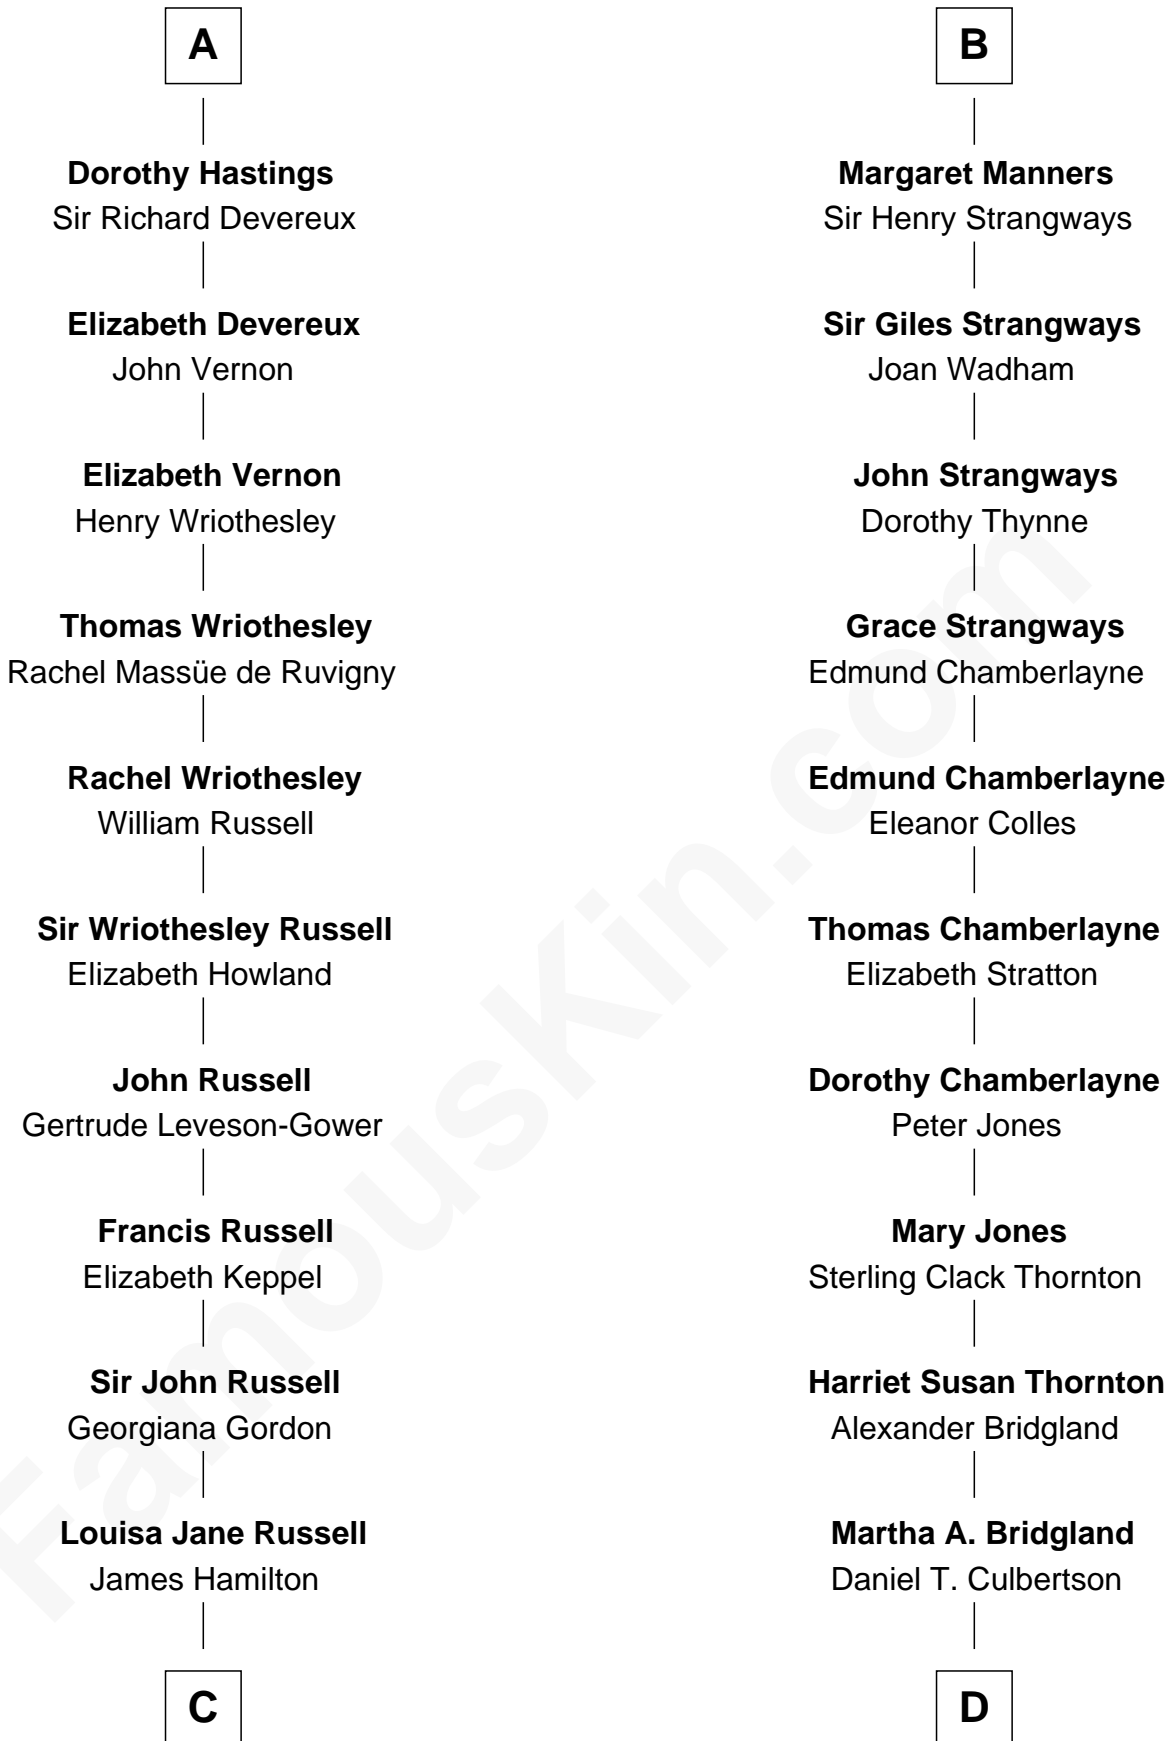 A
Dorothy Hastings
Sir Richard Devereux
Elizabeth Devereux
John Vernon
Elizabeth Vernon
Henry Wriothesley
Thomas Wriothesley
Rachel Massüe de Ruvigny
Rachel Wriothesley
William Russell
Sir Wriothesley Russell
Elizabeth Howland
John Russell
Gertrude Leveson-Gower
Francis Russell
Elizabeth Keppel
Sir John Russell
Georgiana Gordon
Louisa Jane Russell
James Hamilton
C
B
Margaret Manners
Sir Henry Strangways
Sir Giles Strangways
Joan Wadham
John Strangways
Dorothy Thynne
Grace Strangways
Edmund Chamberlayne
Edmund Chamberlayne
Eleanor Colles
Thomas Chamberlayne
Elizabeth Stratton
Dorothy Chamberlayne
Peter Jones
Mary Jones
Sterling Clack Thornton
Harriet Susan Thornton
Alexander Bridgland
Martha A. Bridgland
Daniel T. Culbertson
D
FamousKin.com